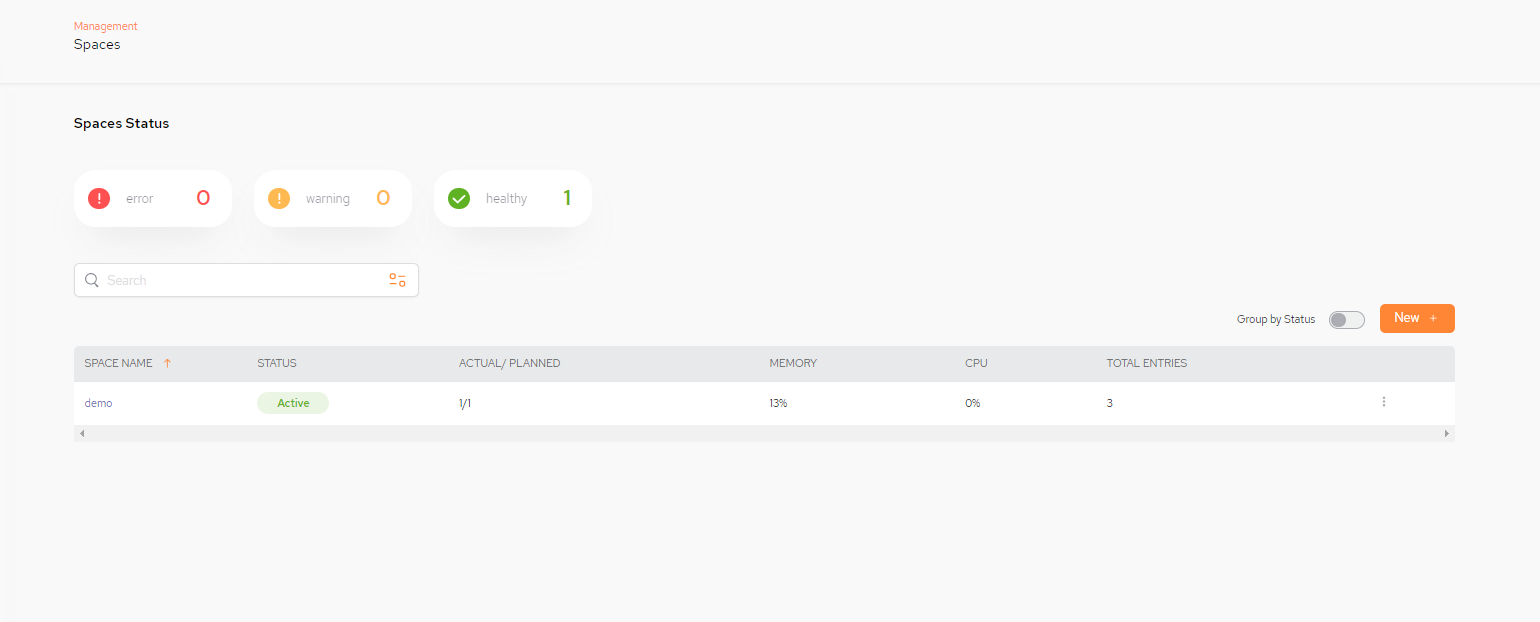 Management
Spaces
Spaces Status
error 0 warning 0 healthy 1
Search
Group by Status New +
SPACE NAME STATUS ACTUAL/ PLANNED MEMORY CPU TOTAL ENTRIES
demo Active 1/1 13% 0% 3